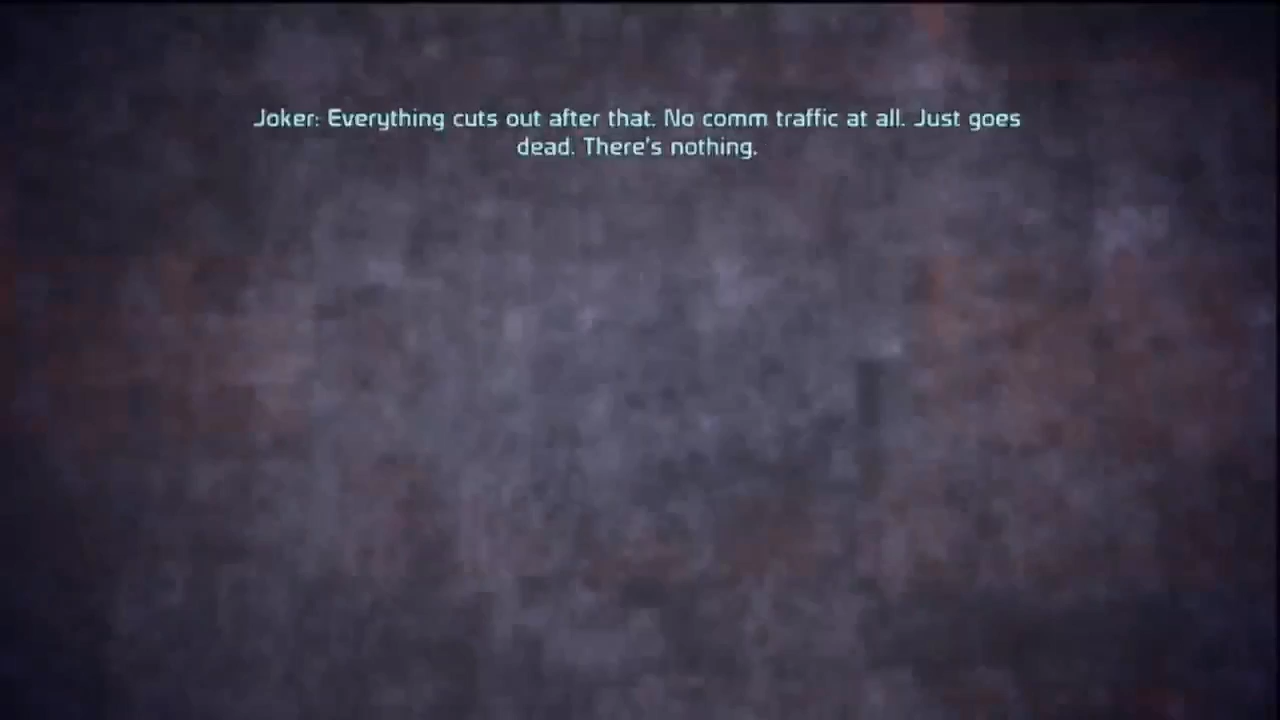 Joker: Everything cuts out after that. No comm traffic at all. Just goes
dead. There's nothing.